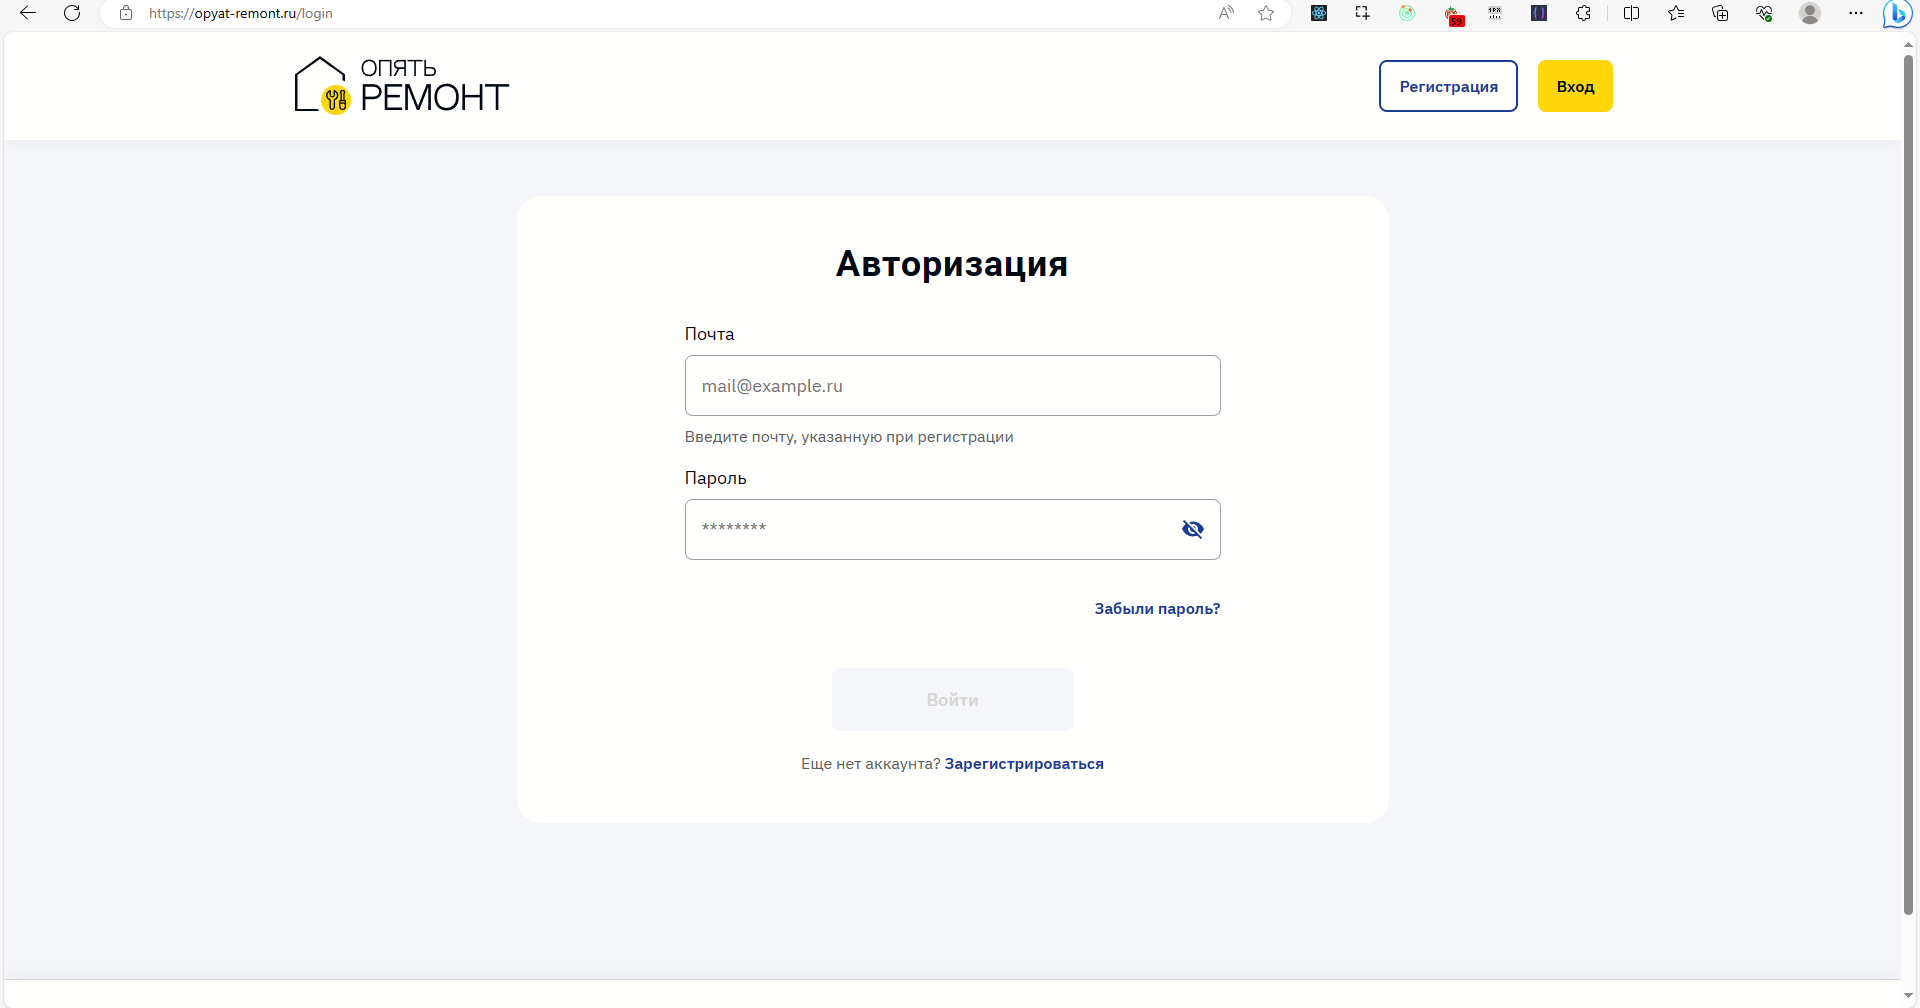 https://opyat-remont.ru/login
59
ОПЯТЬ
РЕМОНТ
Регистрация
Вход
Авторизация
Почта
mail@example.ru
Введите почту, указанную при регистрации
Пароль
********
Забыли пароль?
Войти
Еще нет аккаунта? Зарегистрироваться